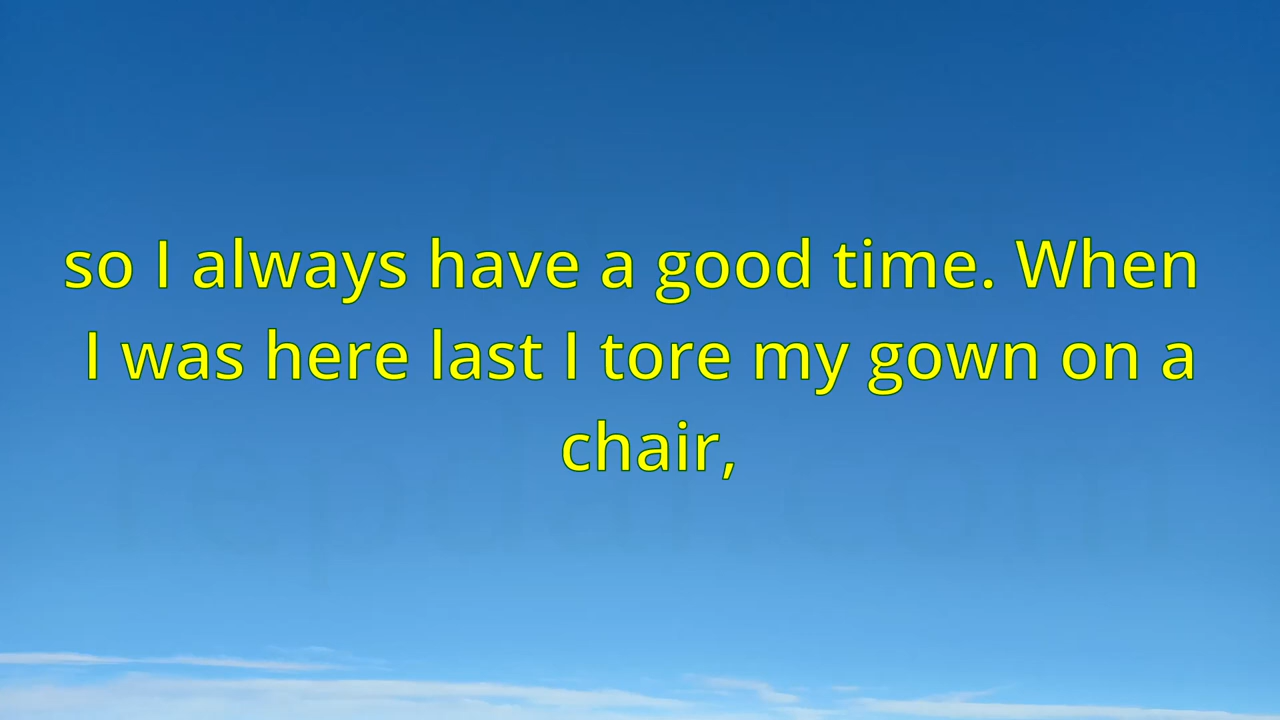 so I always have a good time. When
I was here last I tore my gown on a
chair,